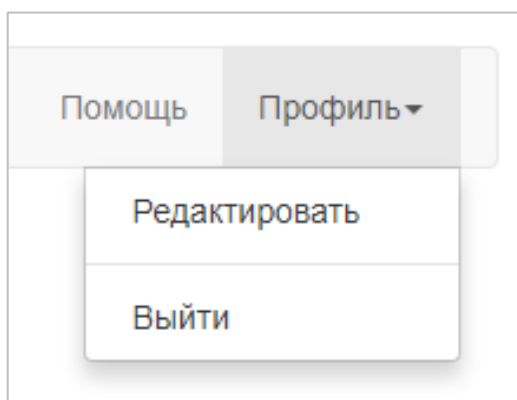 Помощь Профиль
Редактировать
Выйти